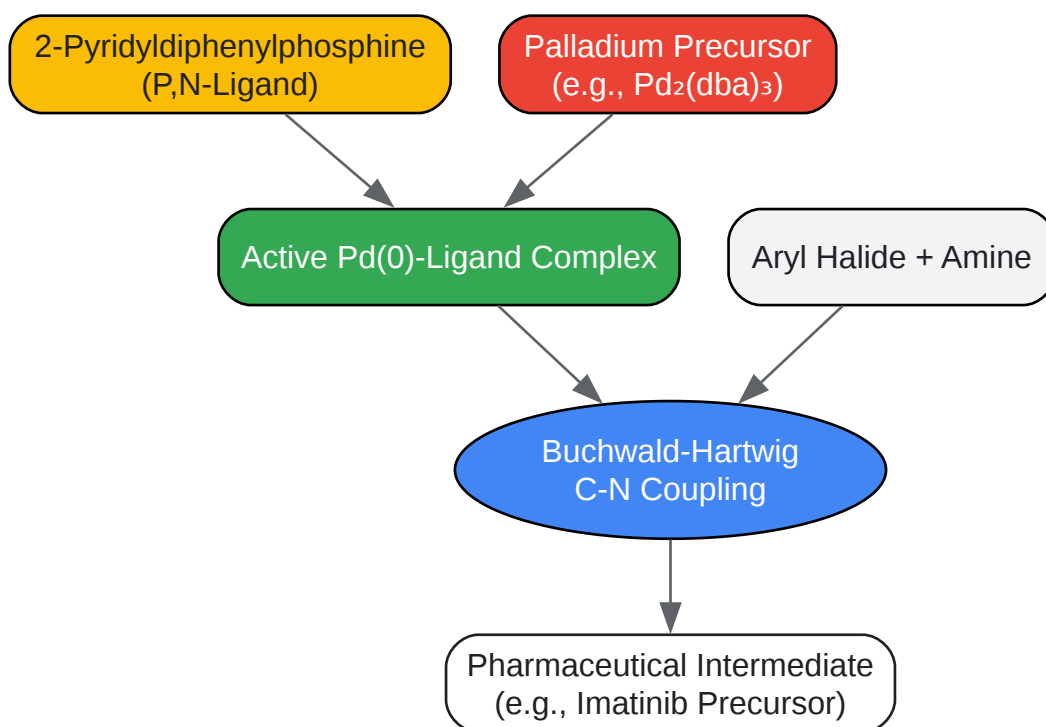 2-Pyridyldiphenylphosphine
(P,N-Ligand)
Palladium Precursor
(e.g., Pd₂(dba)₃)
Active Pd(0)-Ligand Complex
Aryl Halide + Amine
Buchwald-Hartwig
C-N Coupling
Pharmaceutical Intermediate
(e.g., Imatinib Precursor)